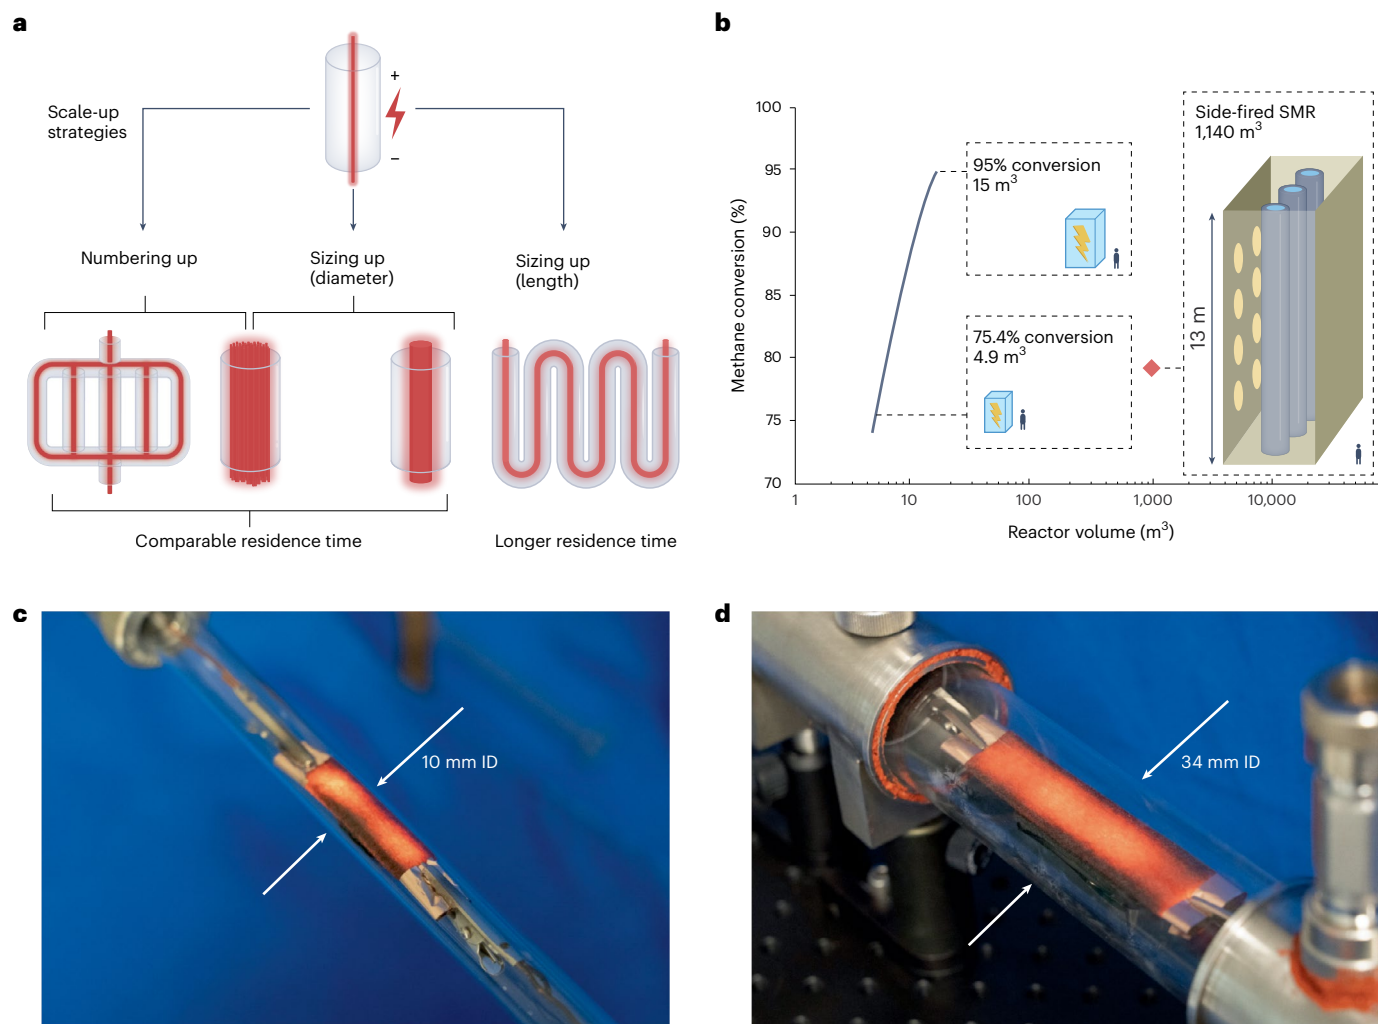 a
Scale-up
strategies
+
−
Numbering up
Sizing up
(diameter)
Sizing up
(length)
Comparable residence time
Longer residence time
b
Methane conversion (%)
100
95
90
85
80
75
70
1
10
100
1,000
10,000
Reactor volume (m³)
95% conversion
15 m³
75.4% conversion
4.9 m³
Side-fired SMR
1,140 m³
13 m
c
10 mm ID
d
34 mm ID